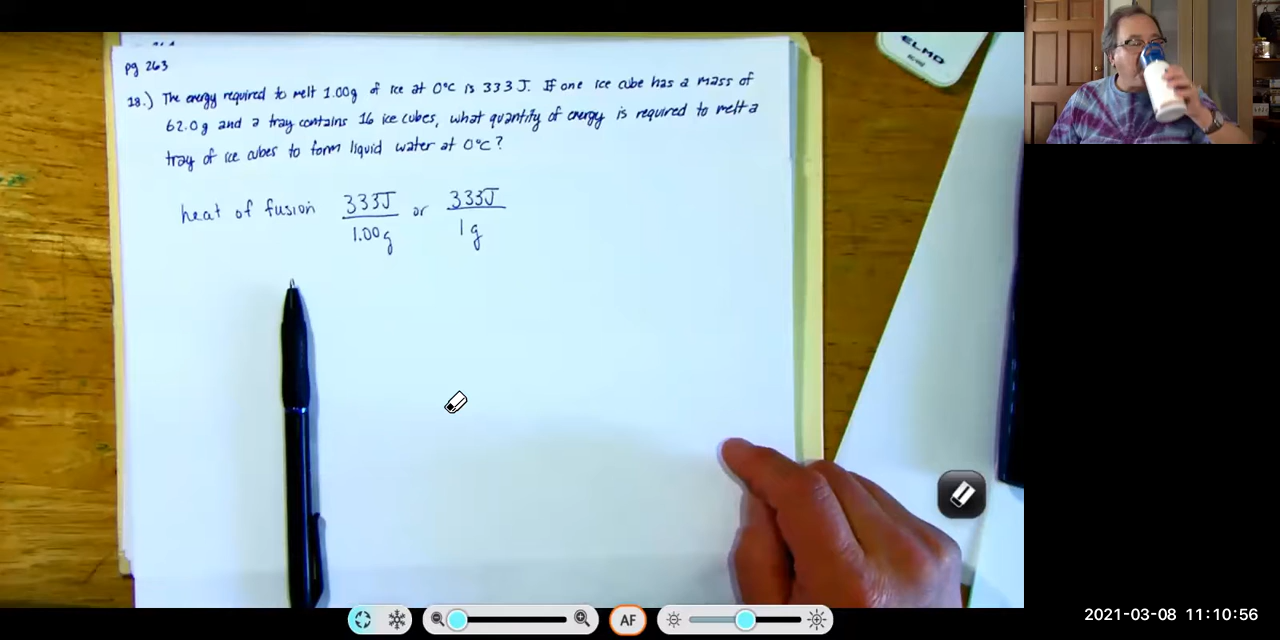 pg 263
18.) The energy required to melt 1.00g of ice at 0°C is 333J. If one ice cube has a mass of
62.0g and a tray contains 16 ice cubes, what quantity of energy is required to melt a
tray of ice cubes to form liquid water at 0°C?
heat of fusion 333J or 333J
1.00g 1g
ELMO
AF
2021-03-08 11:10:56